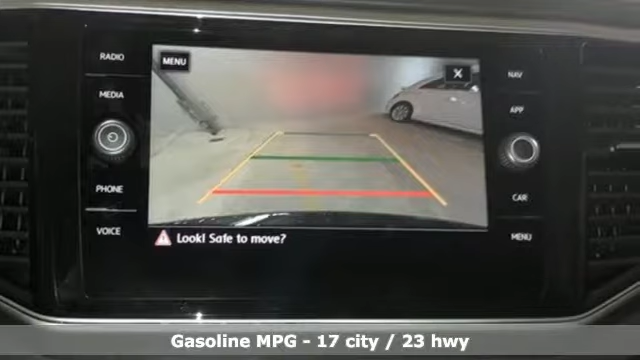 RADIO
MEDIA
PHONE
VOICE
MENU
X
Look! Safe to move?
NAV
APP
CAR
MENU
Gasoline MPG - 17 city / 23 hwy